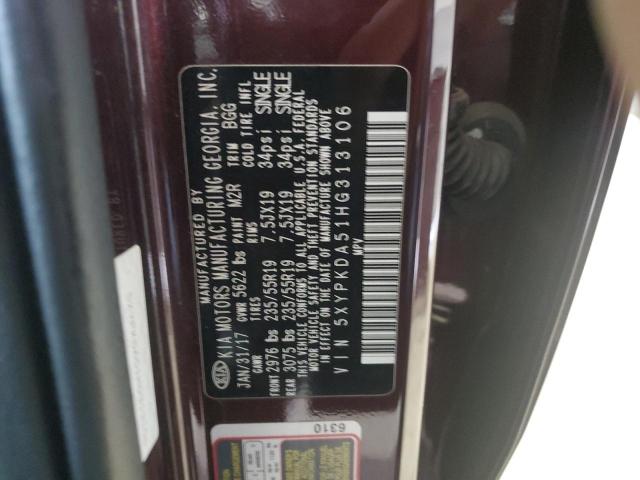 MANUFACTURED BY
KIA KIA MOTORS MANUFACTURING GEORGIA, INC.
JAN/31/17 GVWR 5622 lbs PAINT M2R TRIM BGG
GAWR TIRES RIMS COLD TIRE INFL
FRONT 2976 lbs 235/55R19 7.5JX19 34psi SINGLE
REAR 3075 lbs 235/55R19 7.5JX19 34psi SINGLE
THIS VEHICLE CONFORMS TO ALL APPLICABLE U.S.A. FEDERAL
MOTOR VEHICLE SAFETY AND THEFT PREVENTION STANDARDS
IN EFFECT ON THE DATE OF MANUFACTURE SHOWN ABOVE
VIN 5XYPKDA51HG313106
MPV
6310